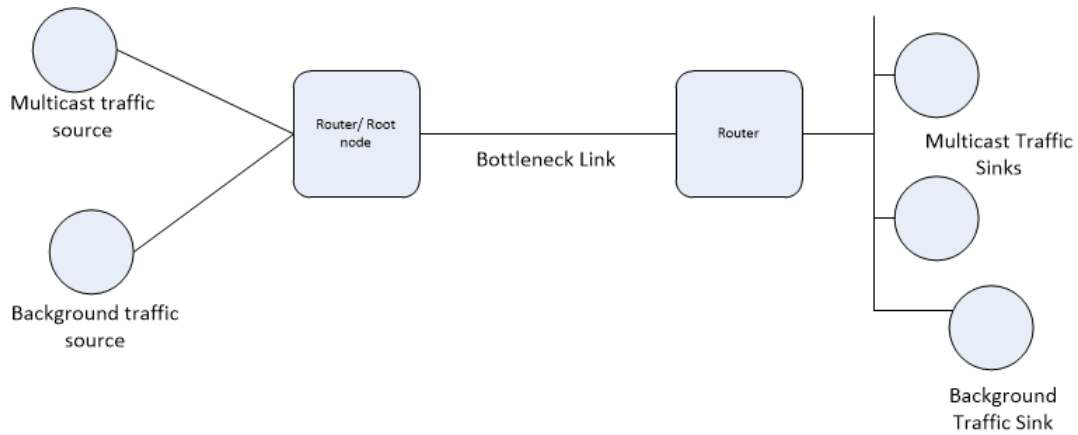 Multicast traffic
source
Background traffic
source
Router/ Root
node
Bottleneck Link
Router
Multicast Traffic
Sinks
Background
Traffic Sink